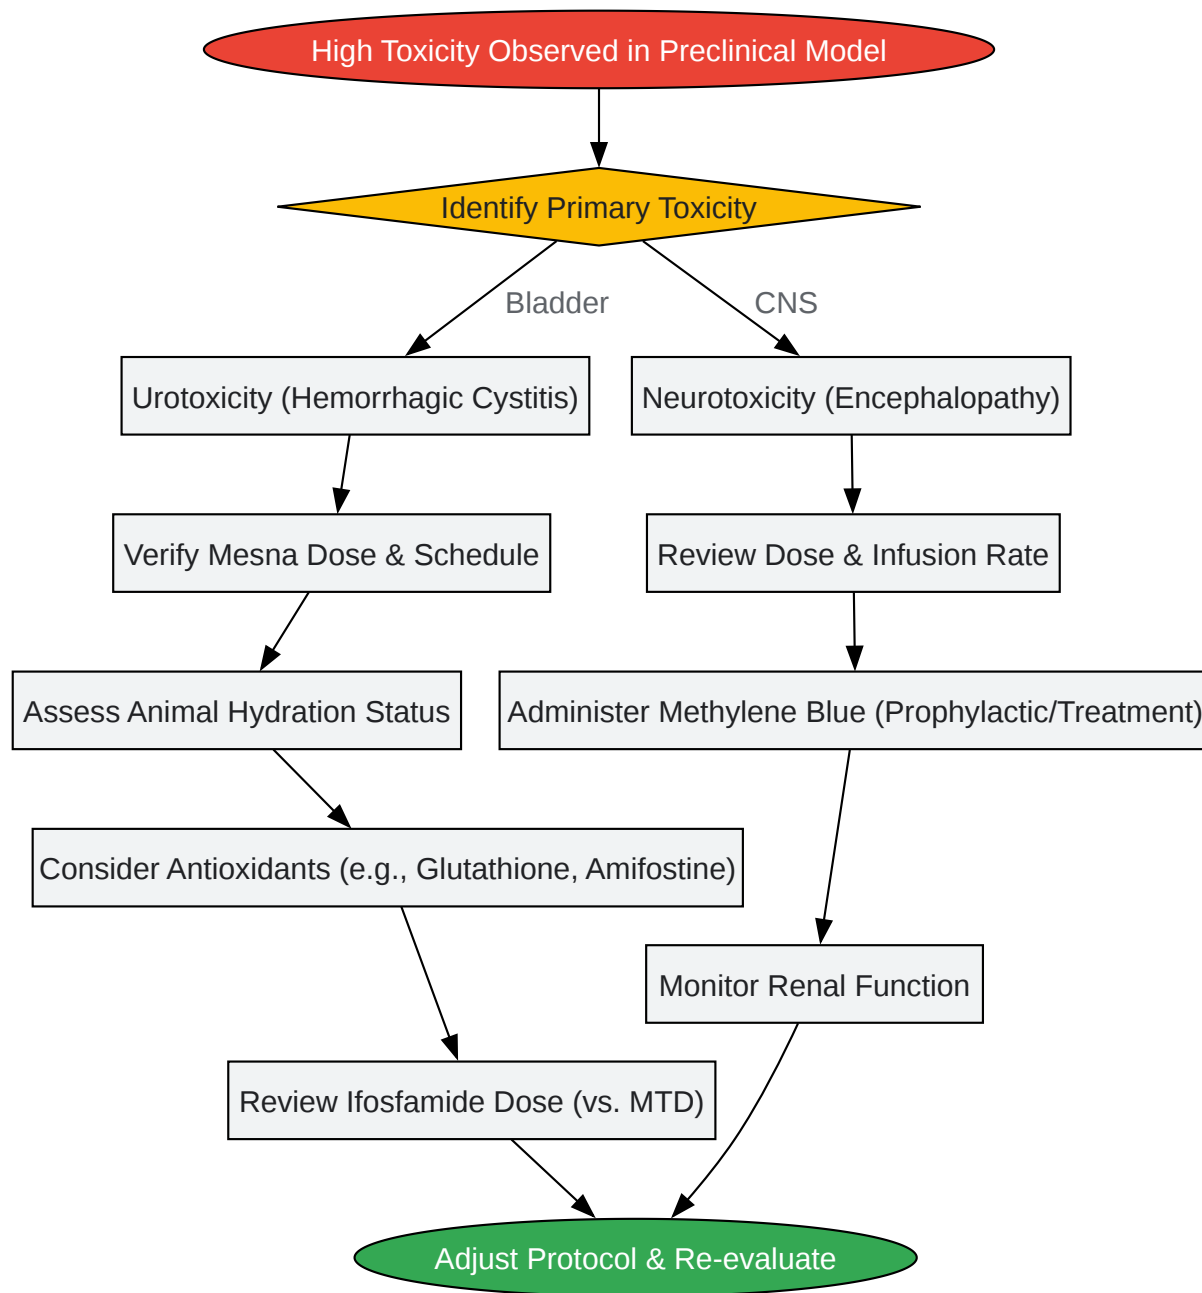 High Toxicity Observed in Preclinical Model
Identify Primary Toxicity
Bladder
CNS
Urotoxicity (Hemorrhagic Cystitis)
Neurotoxicity (Encephalopathy)
Verify Mesna Dose & Schedule
Review Dose & Infusion Rate
Assess Animal Hydration Status
Administer Methylene Blue (Prophylactic/Treatment)
Consider Antioxidants (e.g., Glutathione, Amifostine)
Monitor Renal Function
Review Ifosfamide Dose (vs. MTD)
Adjust Protocol & Re-evaluate